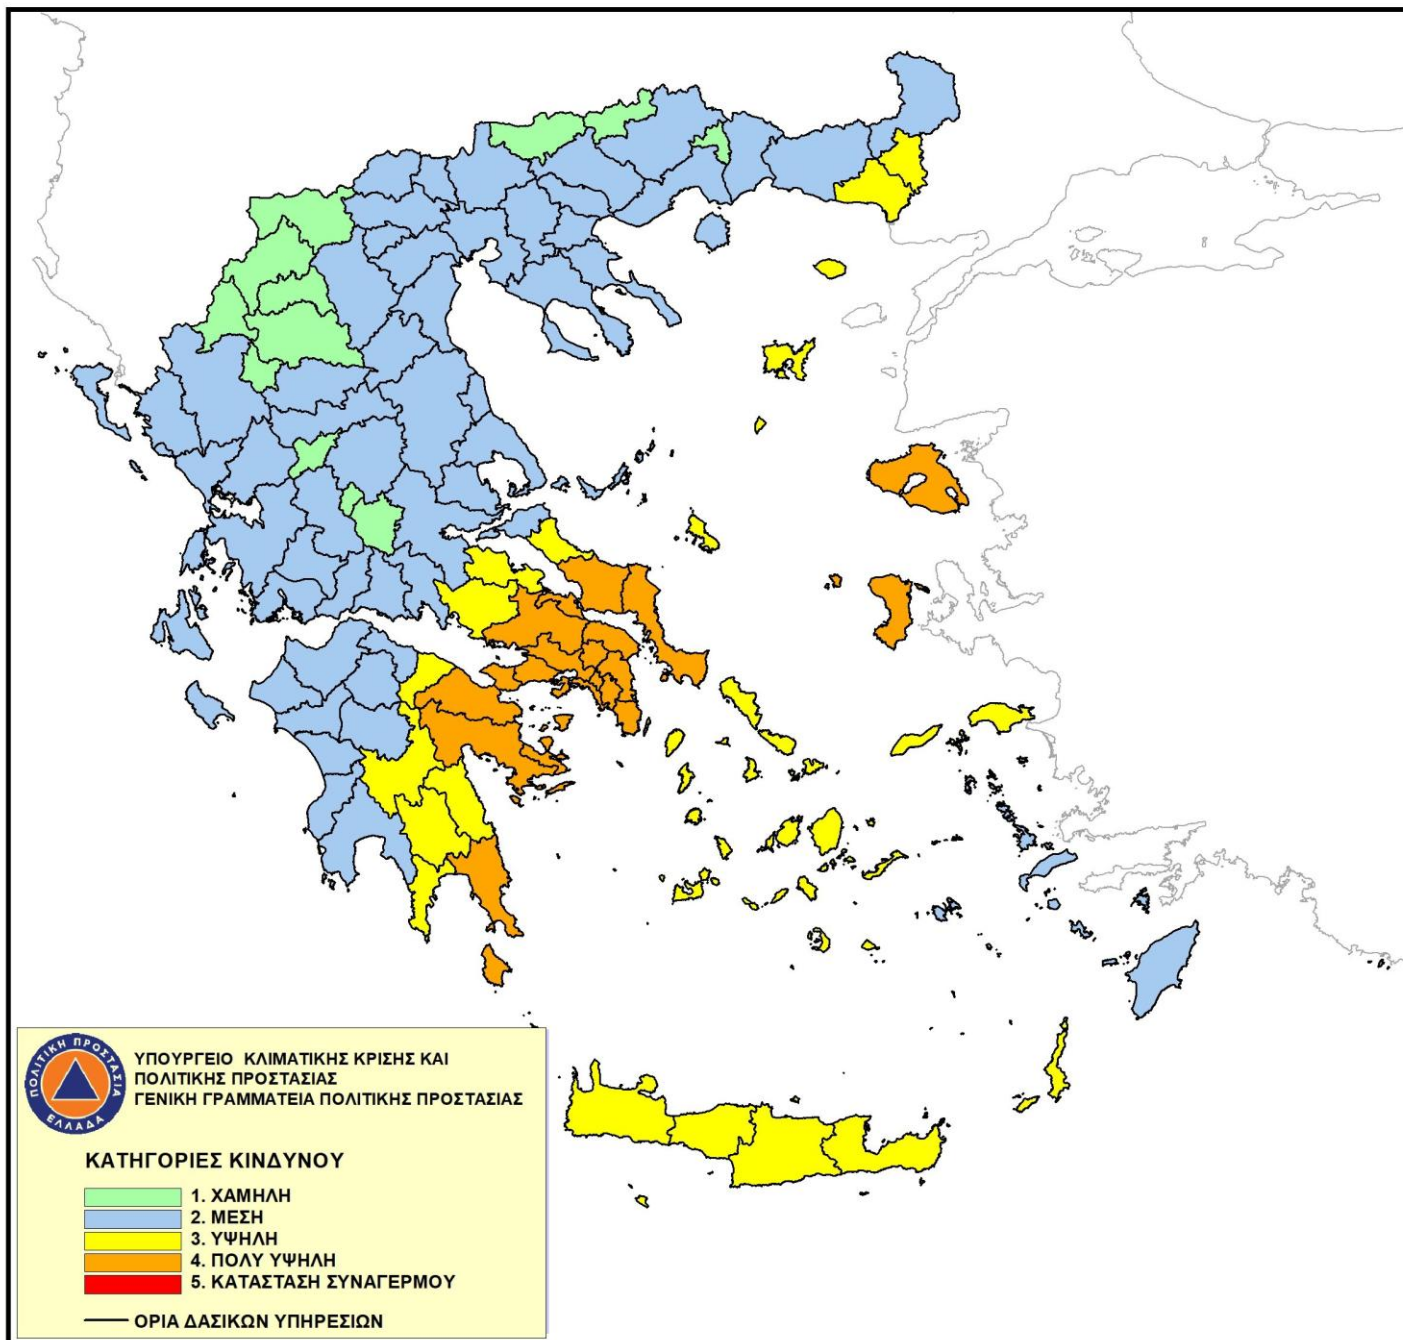 ΠΟΛΙΤΙΚΗ ΠΡΟΣΤΑΣΙΑ
ΕΛΛΑΔΑ
ΥΠΟΥΡΓΕΙΟ ΚΛΙΜΑΤΙΚΗΣ ΚΡΙΣΗΣ ΚΑΙ
ΠΟΛΙΤΙΚΗΣ ΠΡΟΣΤΑΣΙΑΣ
ΓΕΝΙΚΗ ΓΡΑΜΜΑΤΕΙΑ ΠΟΛΙΤΙΚΗΣ ΠΡΟΣΤΑΣΙΑΣ
ΚΑΤΗΓΟΡΙΕΣ ΚΙΝΔΥΝΟΥ
1. ΧΑΜΗΛΗ
2. ΜΕΣΗ
3. ΥΨΗΛΗ
4. ΠΟΛΥ ΥΨΗΛΗ
5. ΚΑΤΑΣΤΑΣΗ ΣΥΝΑΓΕΡΜΟΥ
ΟΡΙΑ ΔΑΣΙΚΩΝ ΥΠΗΡΕΣΙΩΝ